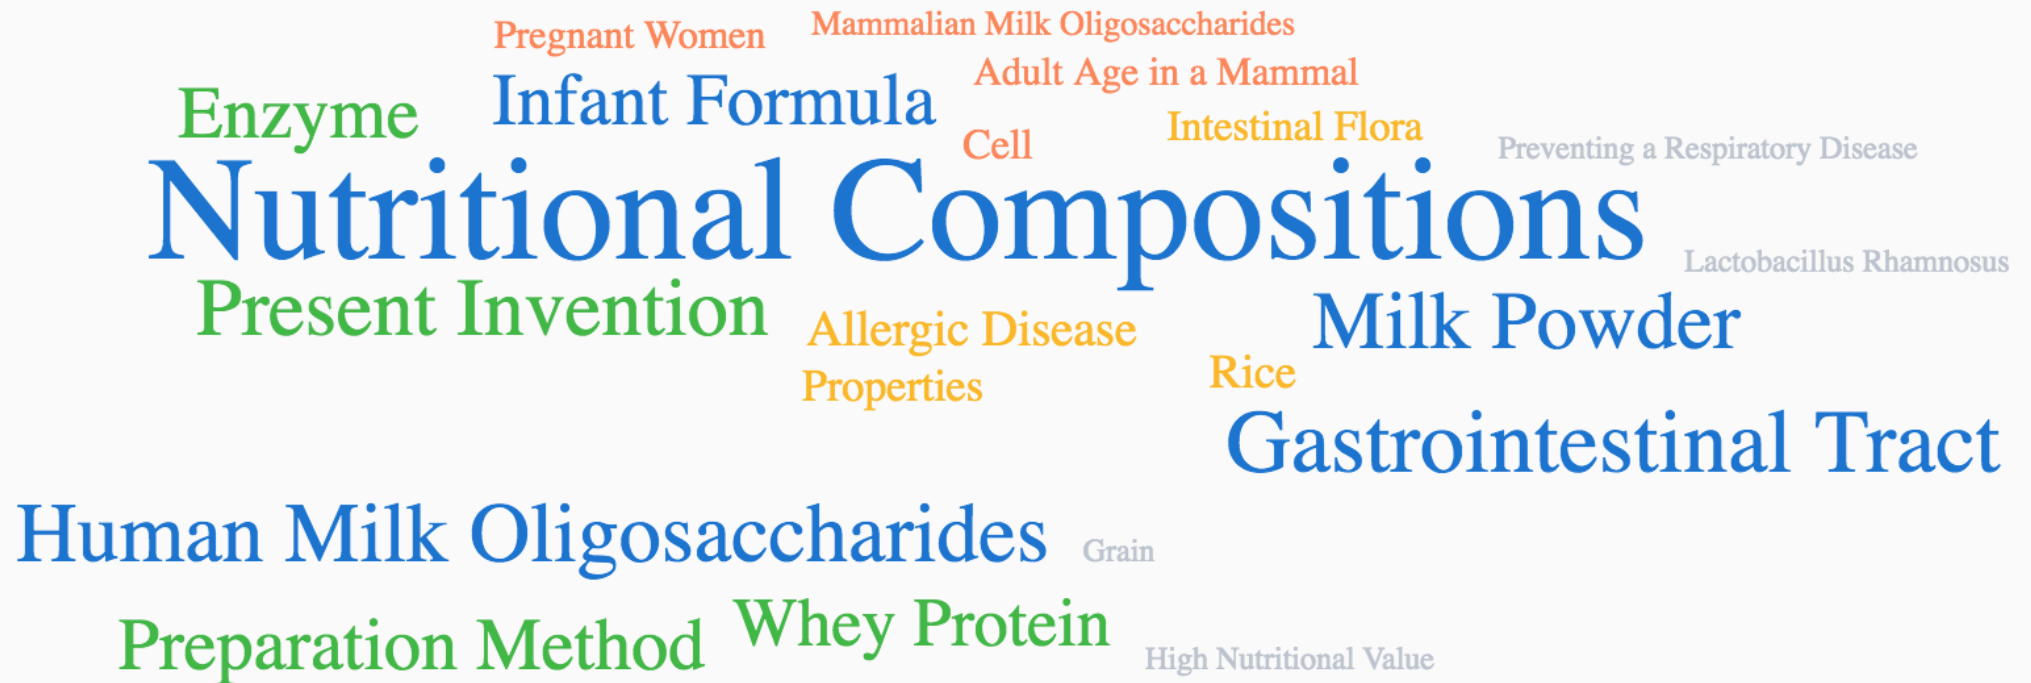 Pregnant Women
Mammalian Milk Oligosaccharides
Adult Age in a Mammal
Enzyme
Infant Formula
Cell
Intestinal Flora
Preventing a Respiratory Disease
Nutritional Compositions
Lactobacillus Rhamnosus
Present Invention
Allergic Disease
Milk Powder
Properties
Rice
Gastrointestinal Tract
Human Milk Oligosaccharides
Grain
Preparation Method
Whey Protein
High Nutritional Value